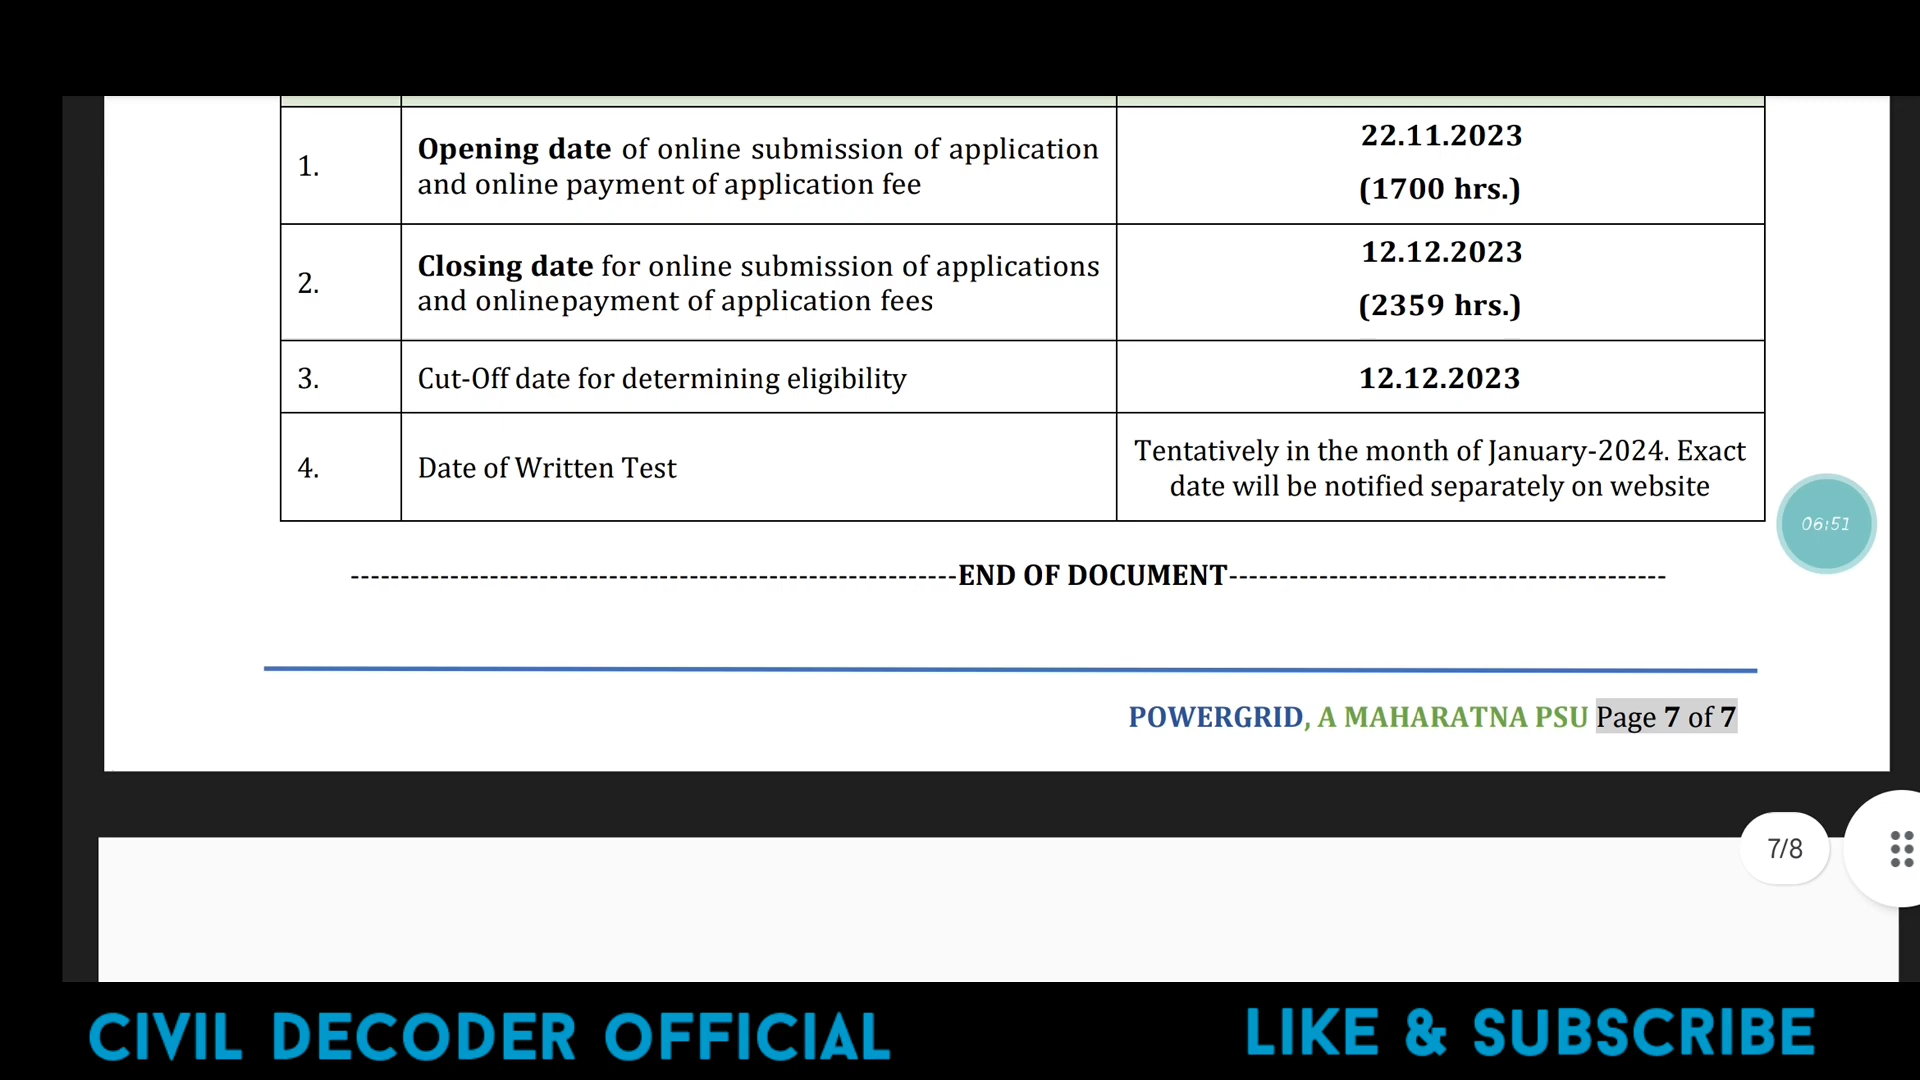 1.
Opening date of online submission of application
and online payment of application fee
22.11.2023
(1700 hrs.)
2.
Closing date for online submission of applications
and onlinepayment of application fees
12.12.2023
(2359 hrs.)
3.
Cut-Off date for determining eligibility
12.12.2023
4.
Date of Written Test
Tentatively in the month of January-2024. Exact
date will be notified separately on website
06:51
-------------------------------------------------------------END OF DOCUMENT--------------------------------------------
POWERGRID, A MAHARATNA PSU Page 7 of 7
7/8
CIVIL DECODER OFFICIAL
LIKE & SUBSCRIBE